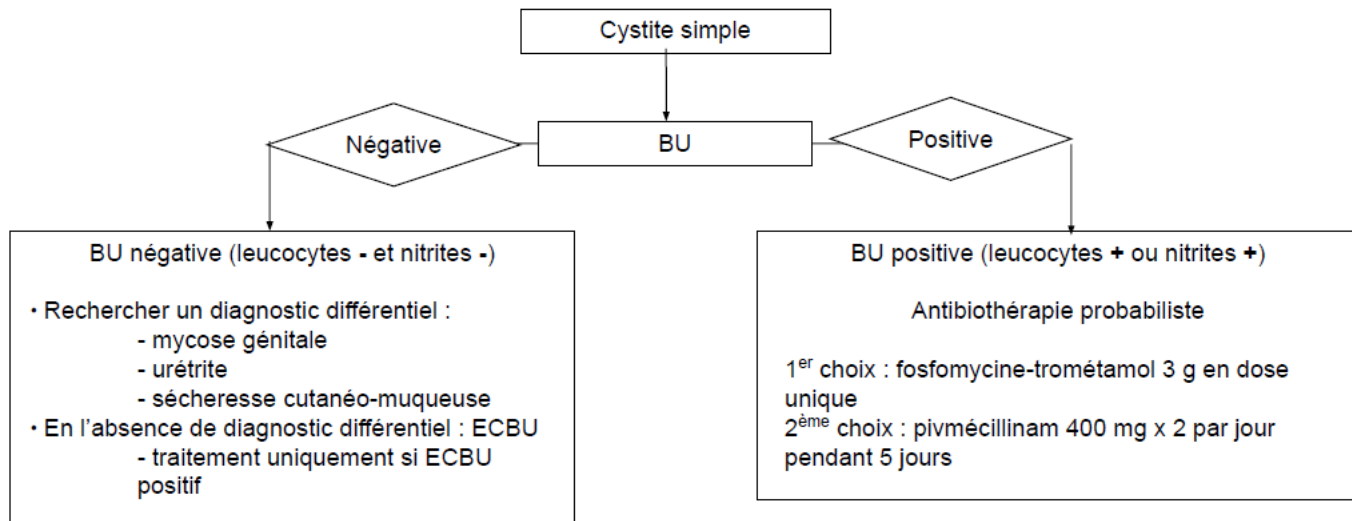 Cystite simple
Négative
BU
Positive
BU négative (leucocytes - et nitrites -)
· Rechercher un diagnostic différentiel :
- mycose génitale
- urétrite
- sécheresse cutanéo-muqueuse
· En l’absence de diagnostic différentiel : ECBU
- traitement uniquement si ECBU
positif
BU positive (leucocytes + ou nitrites +)
Antibiothérapie probabiliste
1er choix : fosfomycine-trométamol 3 g en dose
unique
2ème choix : pivmécillinam 400 mg x 2 par jour
pendant 5 jours